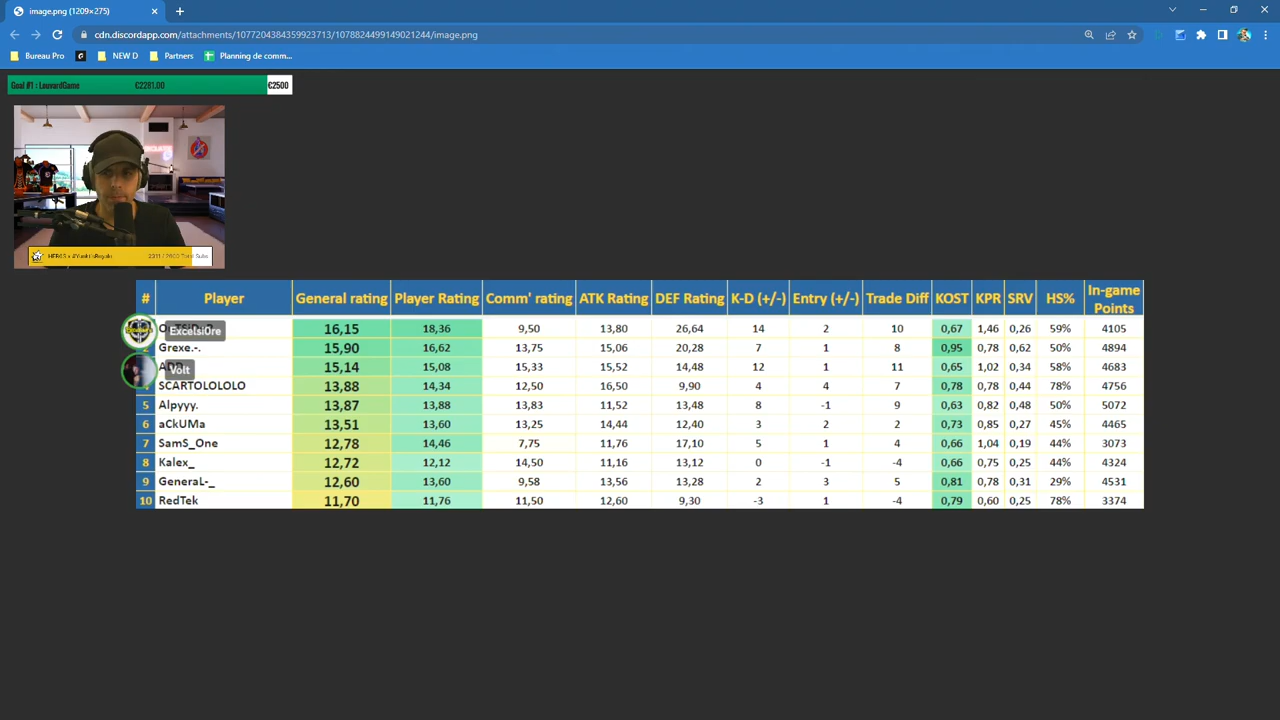 image.png (1209×275)
cdn.discordapp.com/attachments/1077204384359923713/1078824499149021244/image.png
Bureau Pro NEW D Partners Planning de comm...
Goal #1 : LouvardGame €2281.00 €2500
2311 / 2600 Total Subs
# Player General rating Player Rating Comm' rating ATK Rating DEF Rating K-D (+/-) Entry (+/-) Trade Diff KOST KPR SRV HS% In-game Points
Excelsi0re 16,15 18,36 9,50 13,80 26,64 14 2 10 0,67 1,46 0,26 59% 4105
2 Grexe.-. 15,90 16,62 13,75 15,06 20,28 7 1 8 0,95 0,78 0,62 50% 4894
Volt 15,14 15,08 15,33 15,52 14,48 12 1 11 0,65 1,02 0,34 58% 4683
4 SCARTOLOLOLO 13,88 14,34 12,50 16,50 9,90 4 4 7 0,78 0,78 0,44 78% 4756
5 Alpyyy. 13,87 13,88 13,83 11,52 13,48 8 -1 9 0,63 0,82 0,48 50% 5072
6 aCkUMa 13,51 13,60 13,25 14,44 12,40 3 2 2 0,73 0,85 0,27 45% 4465
7 SamS_One 12,78 14,46 7,75 11,76 17,10 5 1 4 0,66 1,04 0,19 44% 3073
8 Kalex_ 12,72 12,12 14,50 11,16 13,12 0 -1 -4 0,66 0,75 0,25 44% 4324
9 GeneraL-_ 12,60 13,60 9,58 13,56 13,28 2 3 5 0,81 0,78 0,31 29% 4531
10 RedTek 11,70 11,76 11,50 12,60 9,30 -3 1 -4 0,79 0,60 0,25 78% 3374